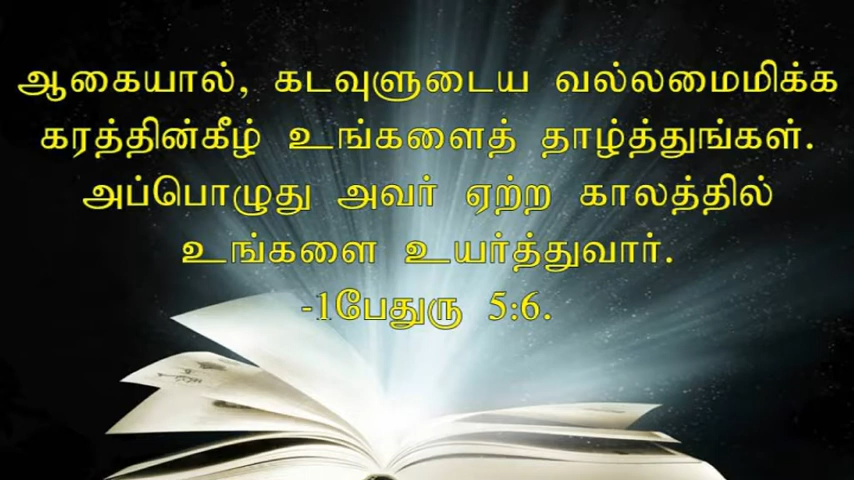 ஆகையால், கடவுளுடைய வல்லமைமிக்க
கரத்தின்கீழ் உங்களைத் தாழ்த்துங்கள்.
அப்பொழுது அவர் ஏற்ற காலத்தில்
உங்களை உயர்த்துவார்.
-1பேதுரு 5:6.